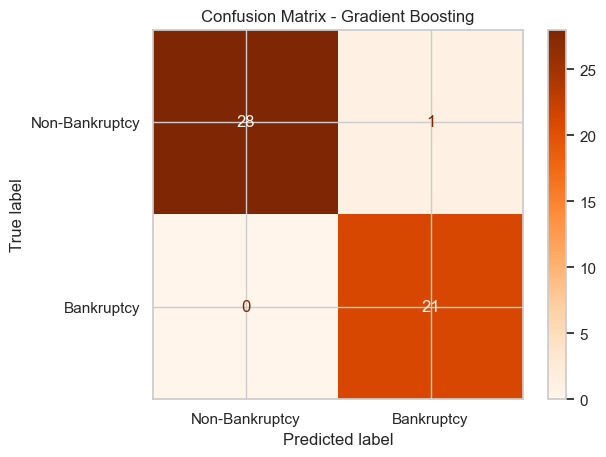 Confusion Matrix - Gradient Boosting
Non-Bankruptcy
28
1
Bankruptcy
0
21
Non-Bankruptcy
Bankruptcy
Predicted label
True label
25
20
15
10
5
0